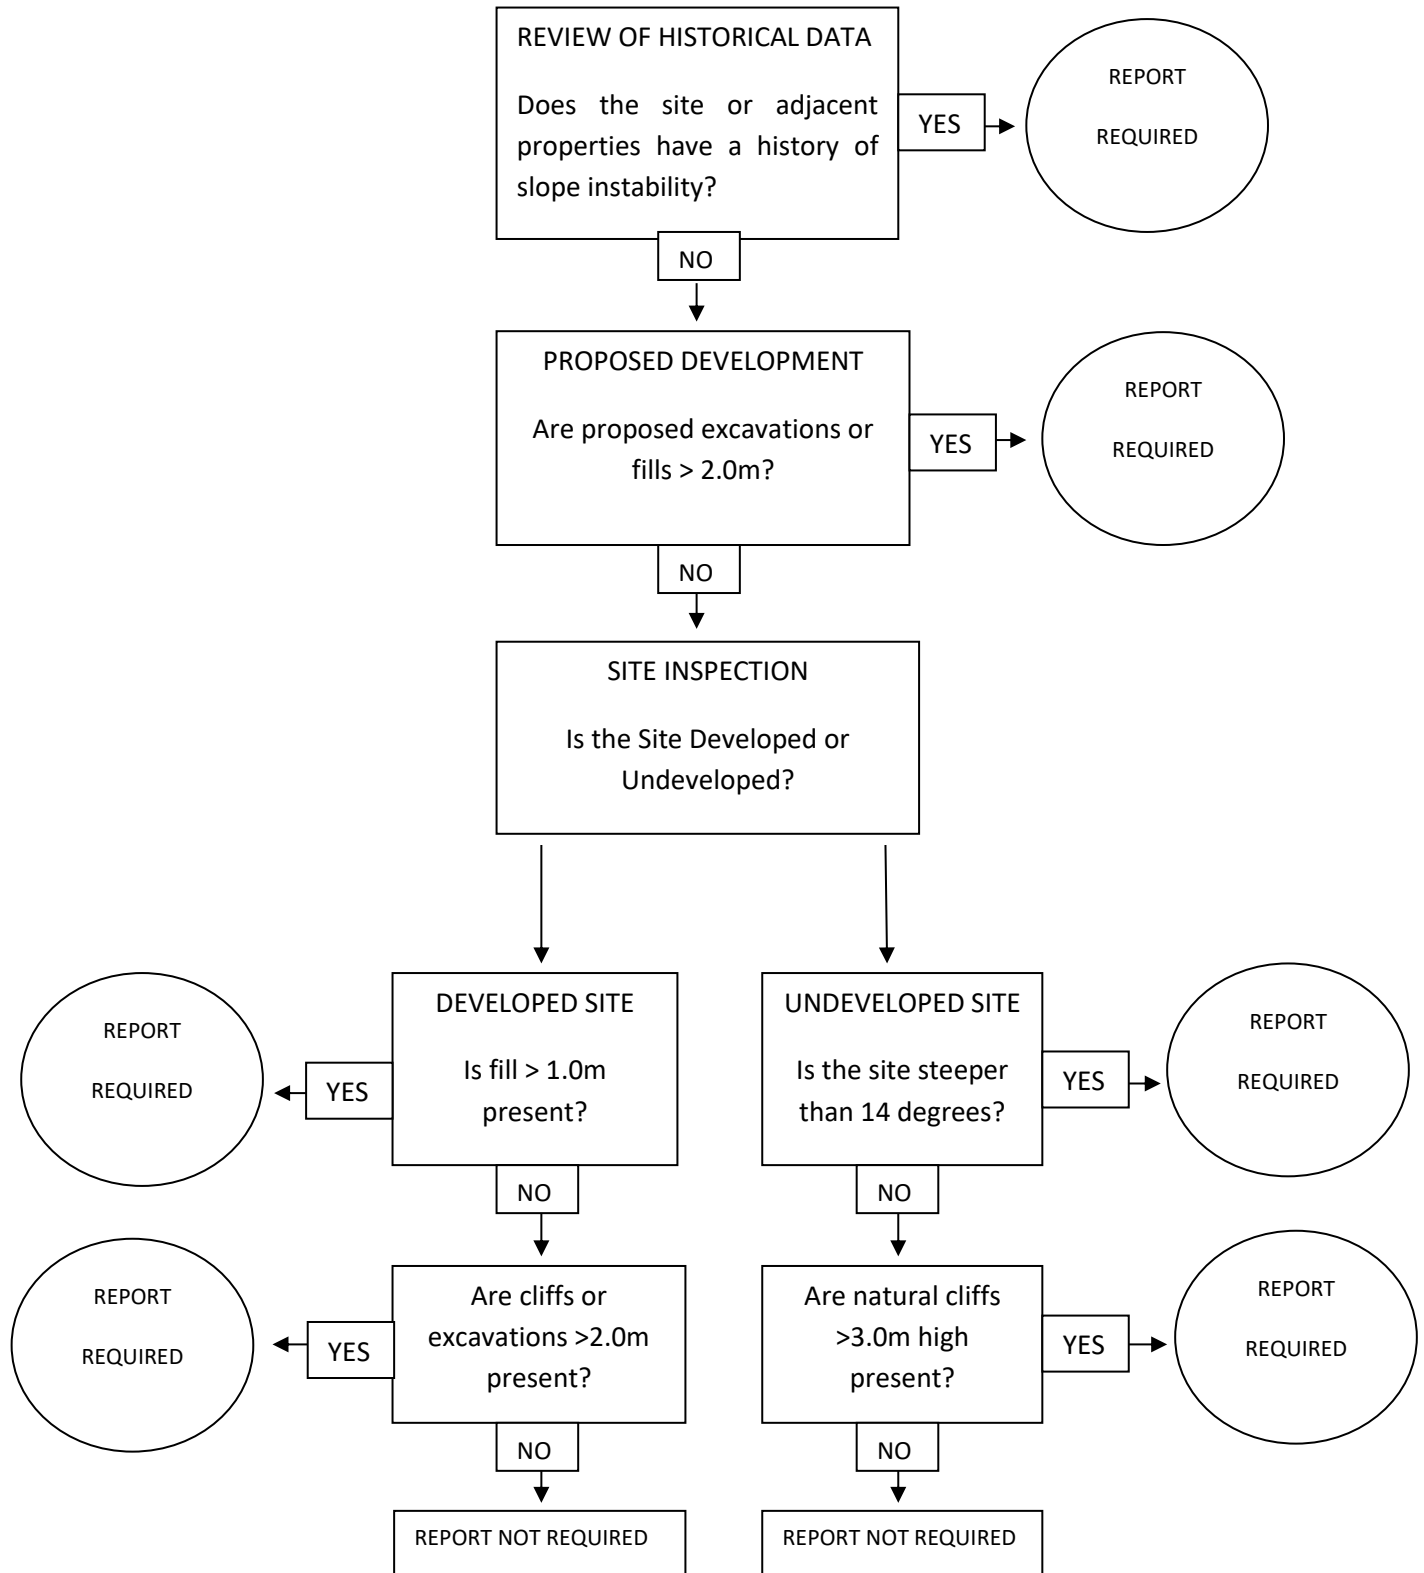 REVIEW OF HISTORICAL DATA
Does the site or adjacent
properties have a history of
slope instability?
YES
REPORT
REQUIRED
NO
PROPOSED DEVELOPMENT
Are proposed excavations or
fills > 2.0m?
YES
REPORT
REQUIRED
NO
SITE INSPECTION
Is the Site Developed or
Undeveloped?
DEVELOPED SITE
Is fill > 1.0m
present?
YES
REPORT
REQUIRED
NO
UNDEVELOPED SITE
Is the site steeper
than 14 degrees?
YES
REPORT
REQUIRED
NO
Are cliffs or
excavations >2.0m
present?
YES
REPORT
REQUIRED
NO
Are natural cliffs
>3.0m high
present?
YES
REPORT
REQUIRED
NO
REPORT NOT REQUIRED
REPORT NOT REQUIRED